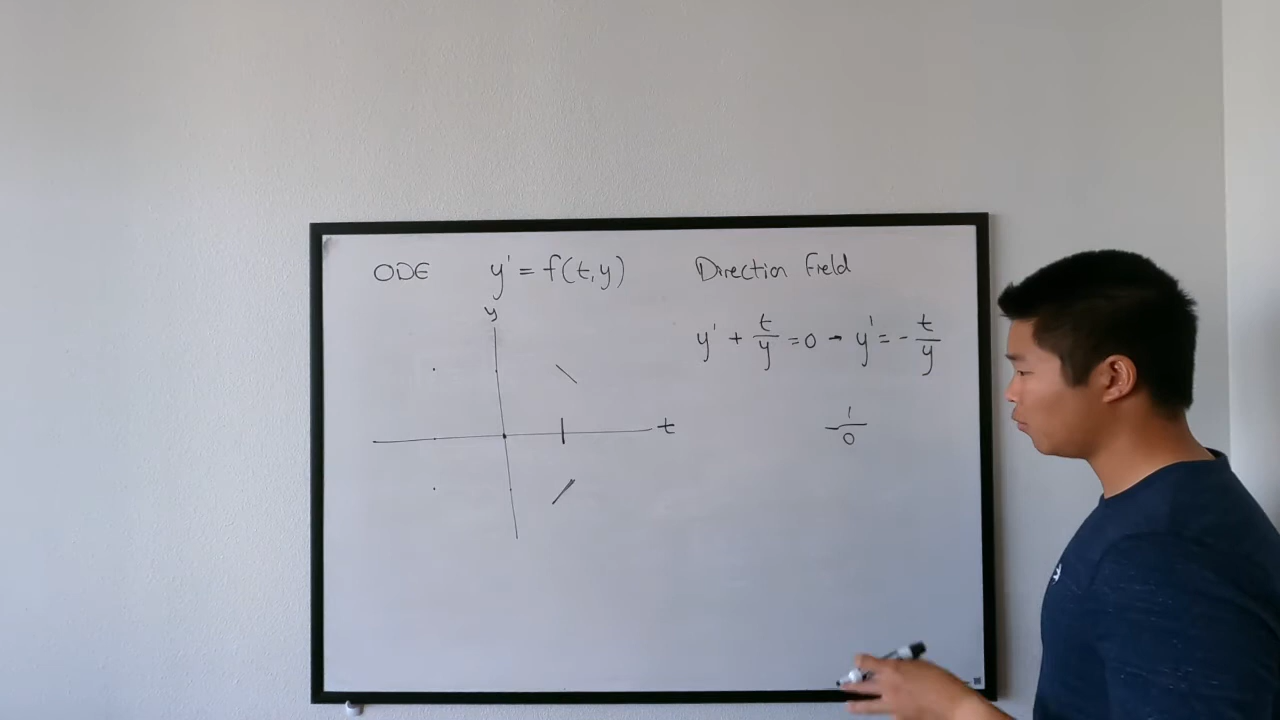 ODE y' = f(t,y) Direction Field
y
y' + t/y = 0 - y' = - t/y
1/0
t